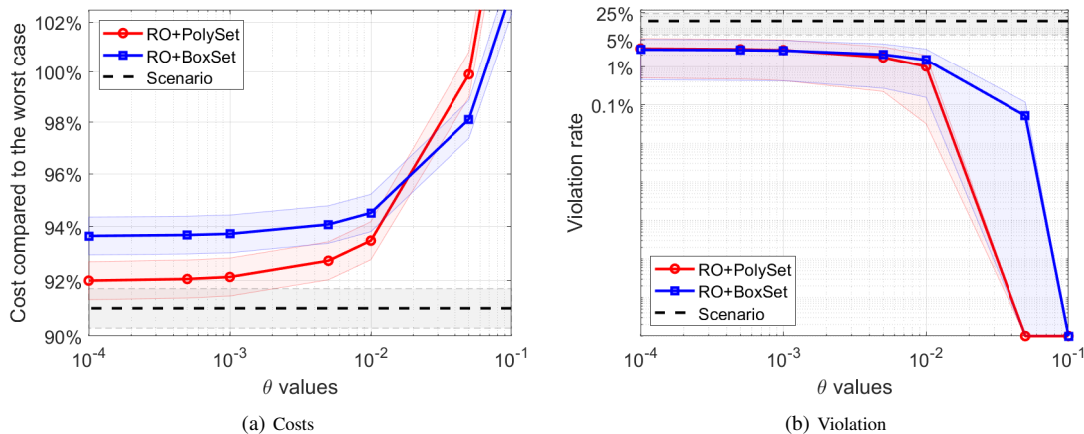 102%
100%
98%
96%
94%
92%
90%
Cost compared to the worst case
RO+PolySet
RO+BoxSet
Scenario
10^-4
10^-3
10^-2
10^-1
θ values
(a) Costs
25%
5%
1%
0.1%
Violation rate
RO+PolySet
RO+BoxSet
Scenario
10^-4
10^-3
10^-2
10^-1
θ values
(b) Violation